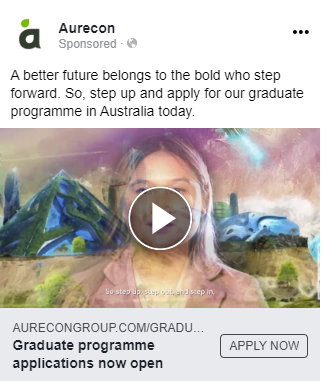 Aurecon
Sponsored ·
A better future belongs to the bold who step
forward. So, step up and apply for our graduate
programme in Australia today.
So step up, step out, and step in.
AURECONGROUP.COM/GRADU...
Graduate programme
applications now open
APPLY NOW